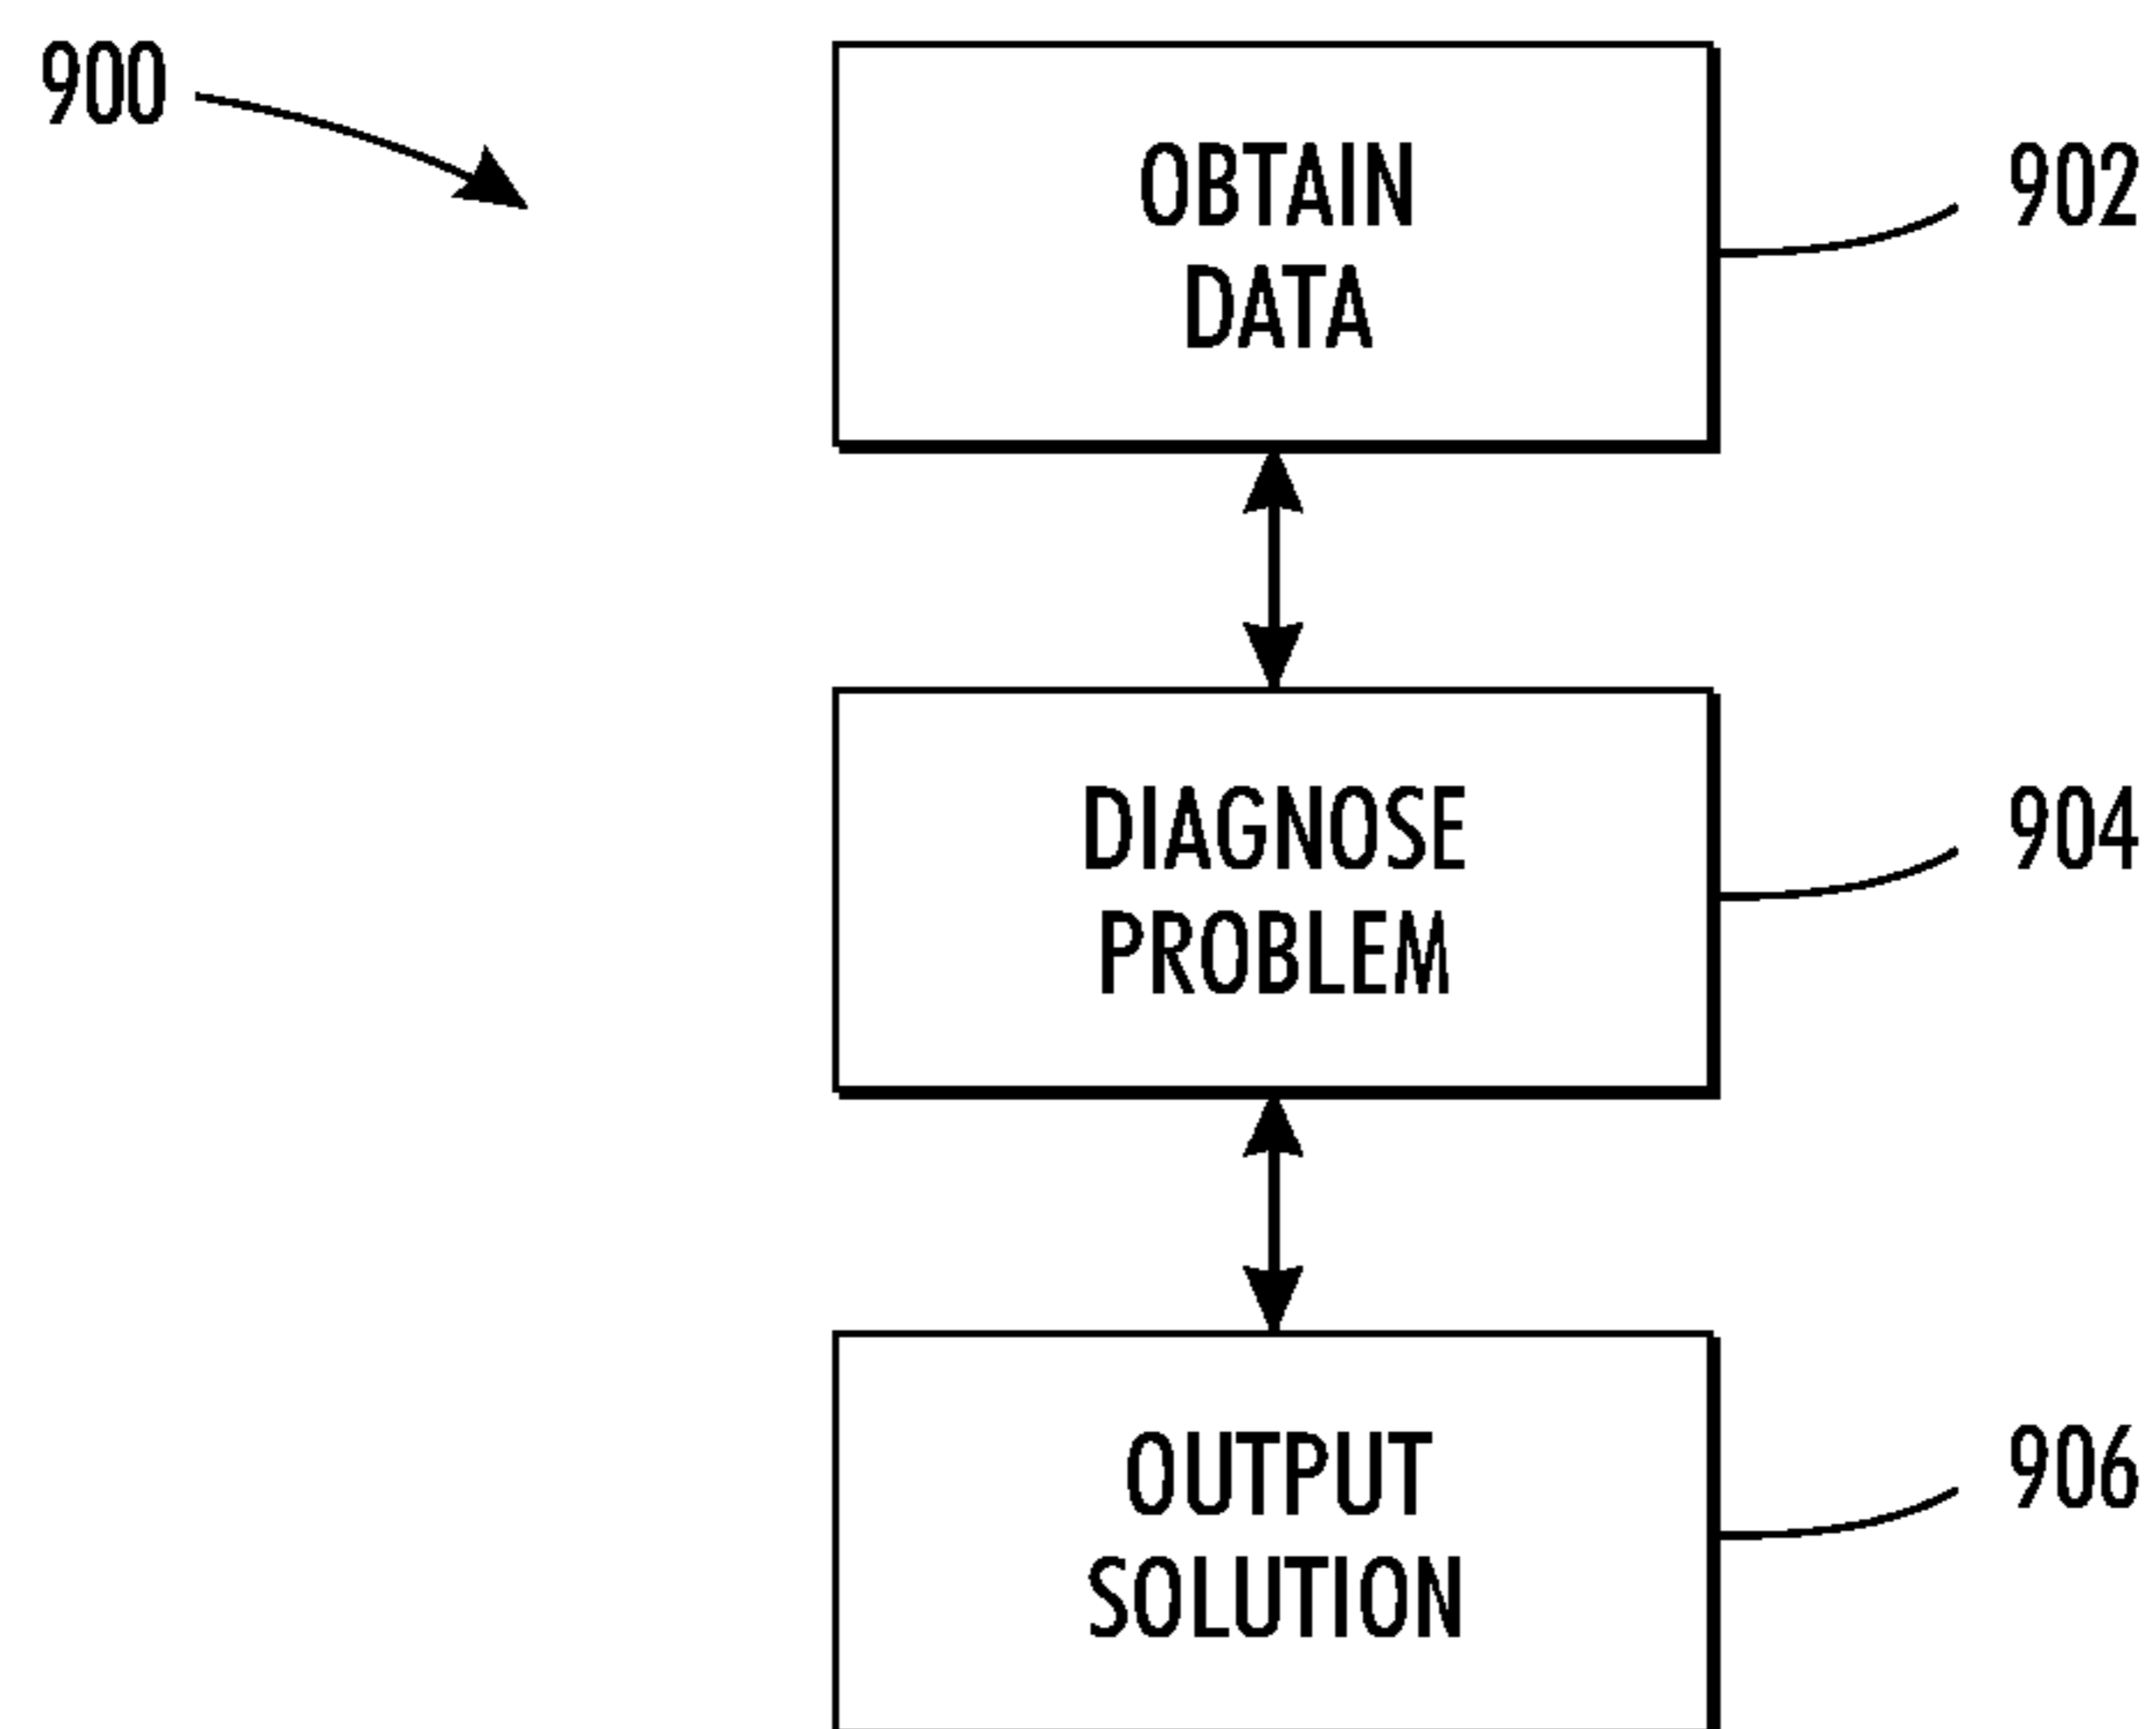 900
OBTAIN
DATA
902
DIAGNOSE
PROBLEM
904
OUTPUT
SOLUTION
906